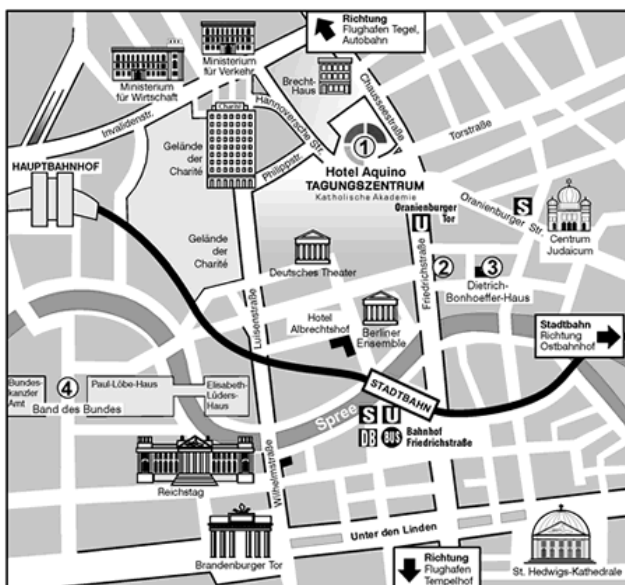 Richtung
Flughafen Tegel,
Autobahn
Ministerium
für Verkehr
Ministerium
für Wirtschaft
Brecht-
Haus
Chausseestraße
Hannoversche Str.
Invalidenstr.
Charité
Torstraße
Gelände
der
Charité
Philippstr.
1
Hotel Aquino
TAGUNGSZENTRUM
Katholische Akademie
HAUPTBAHNHOF
Oranienburger
Tor
U
S
Oranienburger Str.
Centrum
Judaicum
Gelände
der
Charité
Deutsches Theater
Friedrichstraße
2
3
Dietrich-
Bonhoeffer-Haus
Luisenstraße
Hotel
Albrechtshof
Berliner
Ensemble
Stadtbahn
Richtung
Ostbahnhof
Bundes-
kanzler
Amt
4
Band des Bundes
Paul-Löbe-Haus
Elisabeth-
Lüders-
Haus
STADTBAHN
Spree
S U
DB BUS
Bahnhof
Friedrichstraße
Reichstag
Wilhelmstraße
Unter den Linden
Brandenburger Tor
Richtung
Flughafen
Tempelhof
St. Hedwigs-Kathedrale